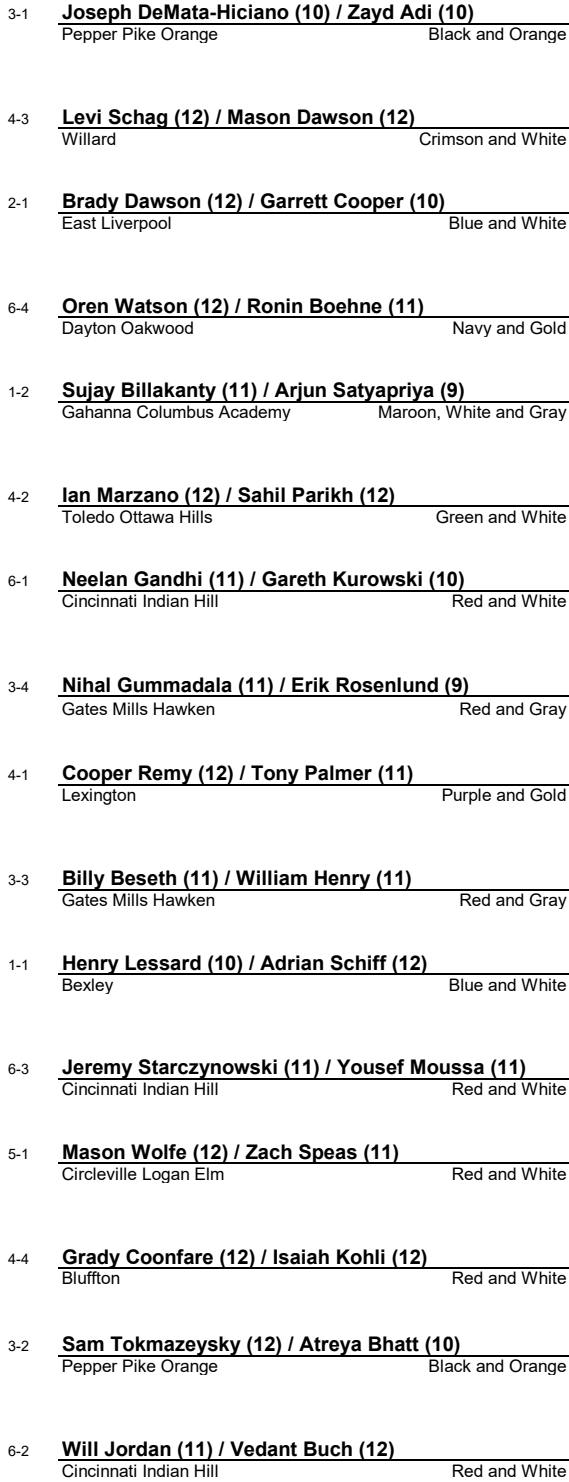 3-1 Joseph DeMata-Hiciano (10) / Zayd Adi (10)
Pepper Pike Orange Black and Orange
4-3 Levi Schag (12) / Mason Dawson (12)
Willard Crimson and White
2-1 Brady Dawson (12) / Garrett Cooper (10)
East Liverpool Blue and White
6-4 Oren Watson (12) / Ronin Boehne (11)
Dayton Oakwood Navy and Gold
1-2 Sujay Billakanty (11) / Arjun Satyapriya (9)
Gahanna Columbus Academy Maroon, White and Gray
4-2 Ian Marzano (12) / Sahil Parikh (12)
Toledo Ottawa Hills Green and White
6-1 Neelan Gandhi (11) / Gareth Kurowski (10)
Cincinnati Indian Hill Red and White
3-4 Nihal Gummadala (11) / Erik Rosenlund (9)
Gates Mills Hawken Red and Gray
4-1 Cooper Remy (12) / Tony Palmer (11)
Lexington Purple and Gold
3-3 Billy Beseth (11) / William Henry (11)
Gates Mills Hawken Red and Gray
1-1 Henry Lessard (10) / Adrian Schiff (12)
Bexley Blue and White
6-3 Jeremy Starczynowski (11) / Yousef Moussa (11)
Cincinnati Indian Hill Red and White
5-1 Mason Wolfe (12) / Zach Speas (11)
Circleville Logan Elm Red and White
4-4 Grady Coonfare (12) / Isaiah Kohli (12)
Bluffton Red and White
3-2 Sam Tokmazeysky (12) / Atreya Bhatt (10)
Pepper Pike Orange Black and Orange
6-2 Will Jordan (11) / Vedant Buch (12)
Cincinnati Indian Hill Red and White